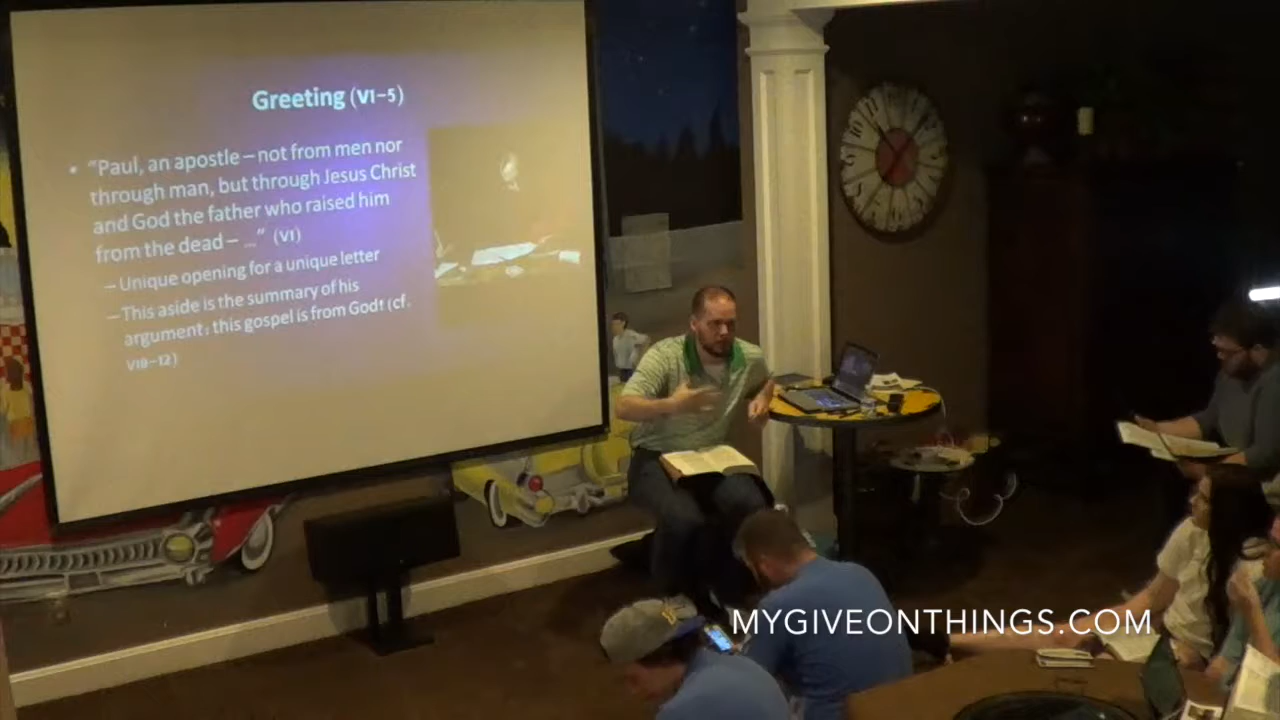 Greeting (V1-5)
• "Paul, an apostle – not from men nor
through man, but through Jesus Christ
and God the father who raised him
from the dead – …" (V1)
– Unique opening for a unique letter
– This aside is the summary of his
argument: this gospel is from God! (cf.
V10-12)
MYGIVEONTHINGS.COM